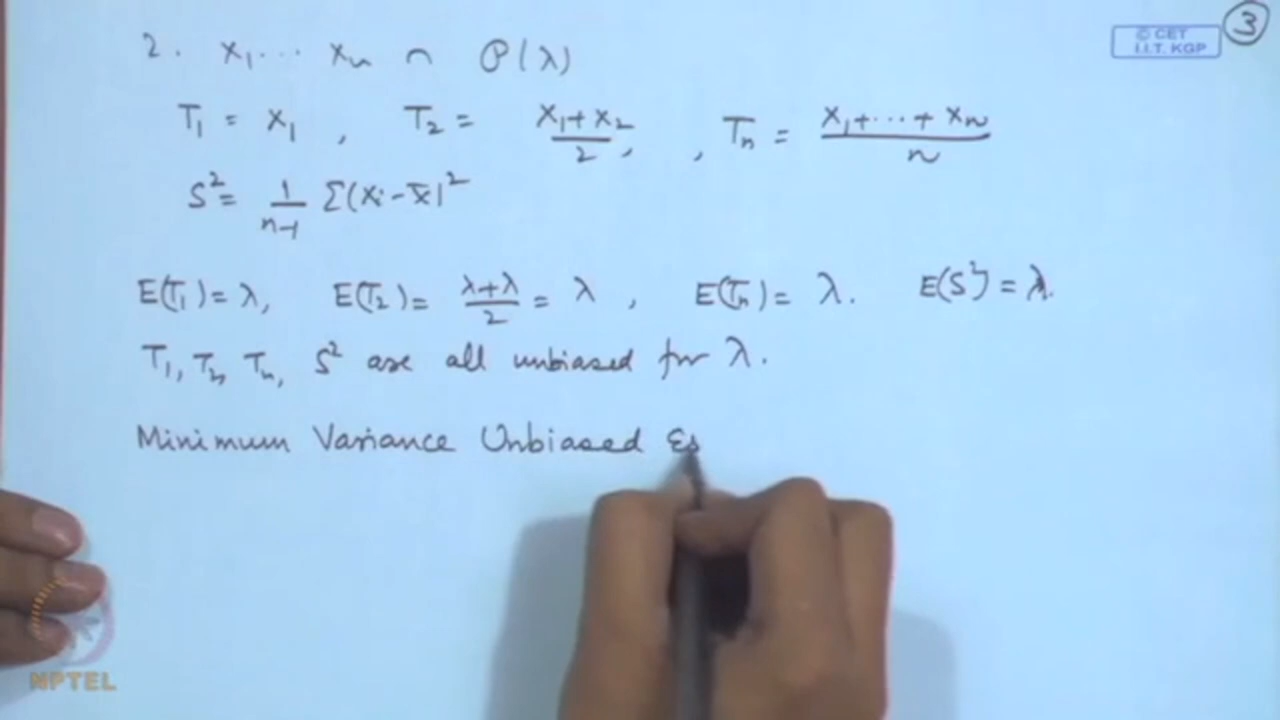 ③
© CET
I.I.T. KGP
2. X₁... Xₙ ∩ P(λ)
T₁ = X₁, T₂ = (X₁+X₂)/2, , Tₙ = (X₁+...+Xₙ)/n
S² = 1/(n-1) Σ(Xᵢ-X̄)²
E(T₁)=λ, E(T₂)= (λ+λ)/2 = λ, E(Tₙ)= λ. E(S²)=λ.
T₁, T₂, Tₙ, S² are all unbiased for λ.
Minimum Variance Unbiased Es
NPTEL